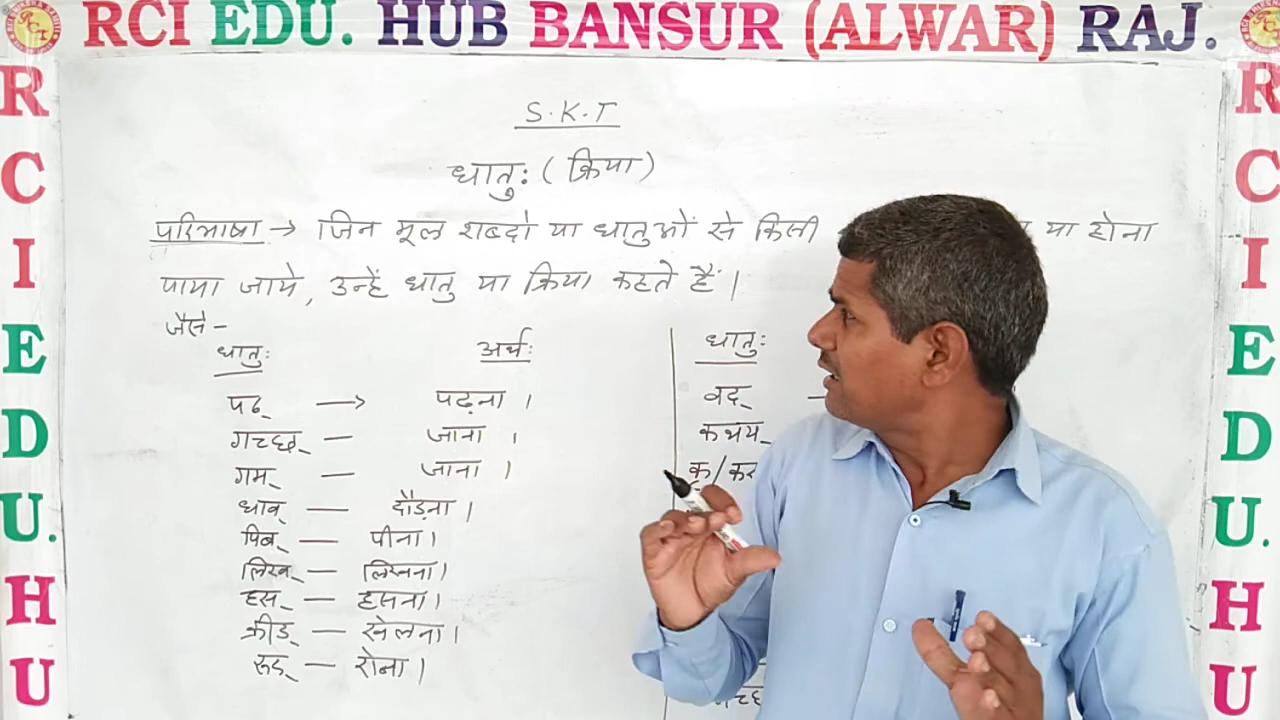 RCI EDU. HUB BANSUR (ALWAR) RAJ.
R C I E D U. H U
R C I E D U. H U
S.K.T
धातुः (क्रिया)
परिभाषा → जिन मूल शब्दो या धातुओं से किसी या होना
पाया जाये, उन्हें धातु या क्रिया कहते हैं।
जैसे-
धातुः अर्थः
पठ् → पढ़ना।
गच्छ् — जाना।
गम् — जाना।
धाव् — दौड़ना।
पिब् — पीना।
लिख् — लिखना।
हस् — हसना।
क्रीड् — खेलना।
रूद् — रोना।
धातुः
वद् –
कथय्
कृ/कर